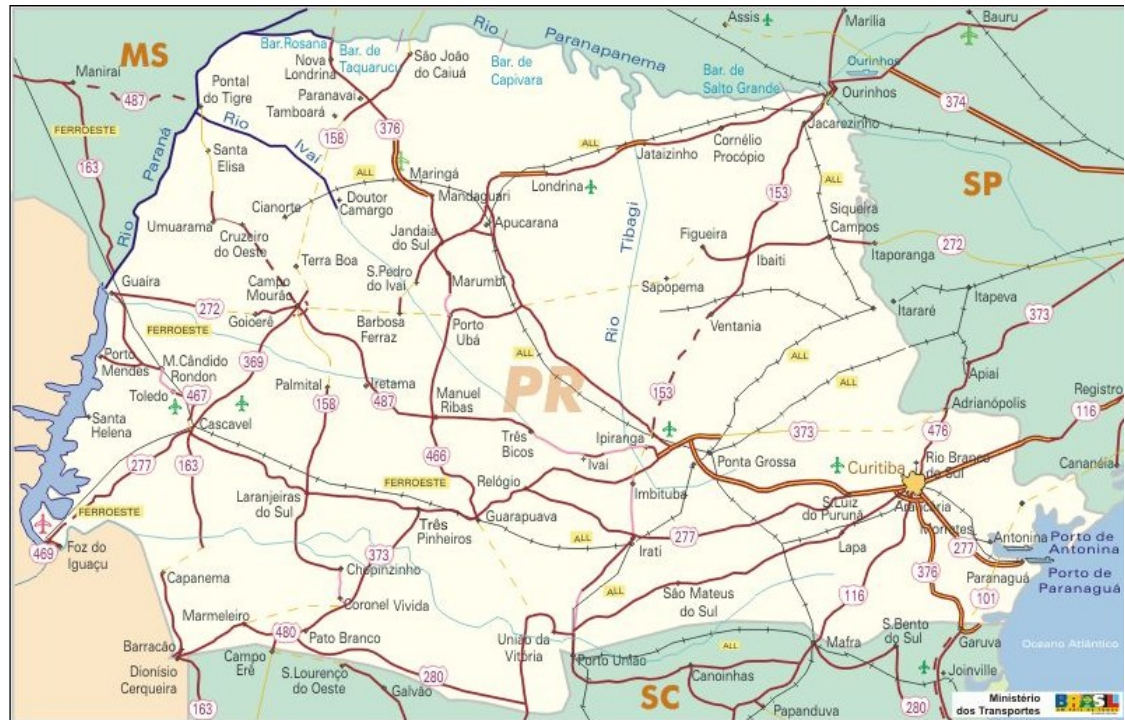 Assis
Marília
Bauru
MS
Rio
Paranapanema
Bar.Rosana
Bar. de
Taquaruçu
São João
do Caiuá
Nova
Londrina
Bar. de
Capivara
Ourinhos
Bar. de
Salto Grande
Ourinhos
Pontal
do Tigre
487
Paranavai
Tamboará
374
FERROESTE
Rio
Ivai
158
376
Jacarezinho
Cornélio
Procópio
Jataizinho
ALL
163
Paraná
Rio
Santa
Elisa
ALL
Maringá
Mandaguari
Londrina
153
ALL
SP
Cianorte
Doutor
Camargo
Umuarama
Cruzeiro
do Oeste
Jandaia
do Sul
Apucarana
Rio
Tibagi
Figueira
Siqueira
Campos
Ibaiti
Itaporanga
272
Terra Boa
S.Pedro
do Ivai
Marumbi
Sapopema
Guaíra
272
Campo
Mourão
Goioerê
Barbosa
Ferraz
Porto
Ubá
Ventania
Itararé
Itapeva
373
FERROESTE
Porto
Mendes
M.Cândido
Rondon
369
ALL
PR
ALL
ALL
Toledo
467
Palmital
158
Iretama
487
Manuel
Ribas
153
Apiaí
Adrianópolis
Registro
116
Santa
Helena
Cascavel
Três
Bicos
Ipiranga
373
476
277
163
466
Ivaí
Ponta Grossa
Curitiba
Rio Branco
do Sul
Cananéia
FERROESTE
Relógio
Imbituba
Laranjeiras
do Sul
Três
Pinheiros
Guarapuava
S.Luiz
do Purunã
Araucária
Morretes
FERROESTE
469
Foz do
Iguaçu
373
ALL
Irati
277
Lapa
376
277
Antonina
Porto de
Antonina
Paranaguá
Porto de
Paranaguá
Capanema
Chopinzinho
Coronel Vivida
ALL
São Mateus
do Sul
116
101
Marmeleiro
480
Pato Branco
União da
Vitória
S.Bento
do Sul
Mafra
Garuva
Oceano Atlântico
Barracão
Dionísio
Cerqueira
Campo
Erê
S.Lourenço
do Oeste
Galvão
280
Porto União
ALL
Canoinhas
SC
Joinville
163
Papanduva
280
Ministério
dos Transportes
BRASIL